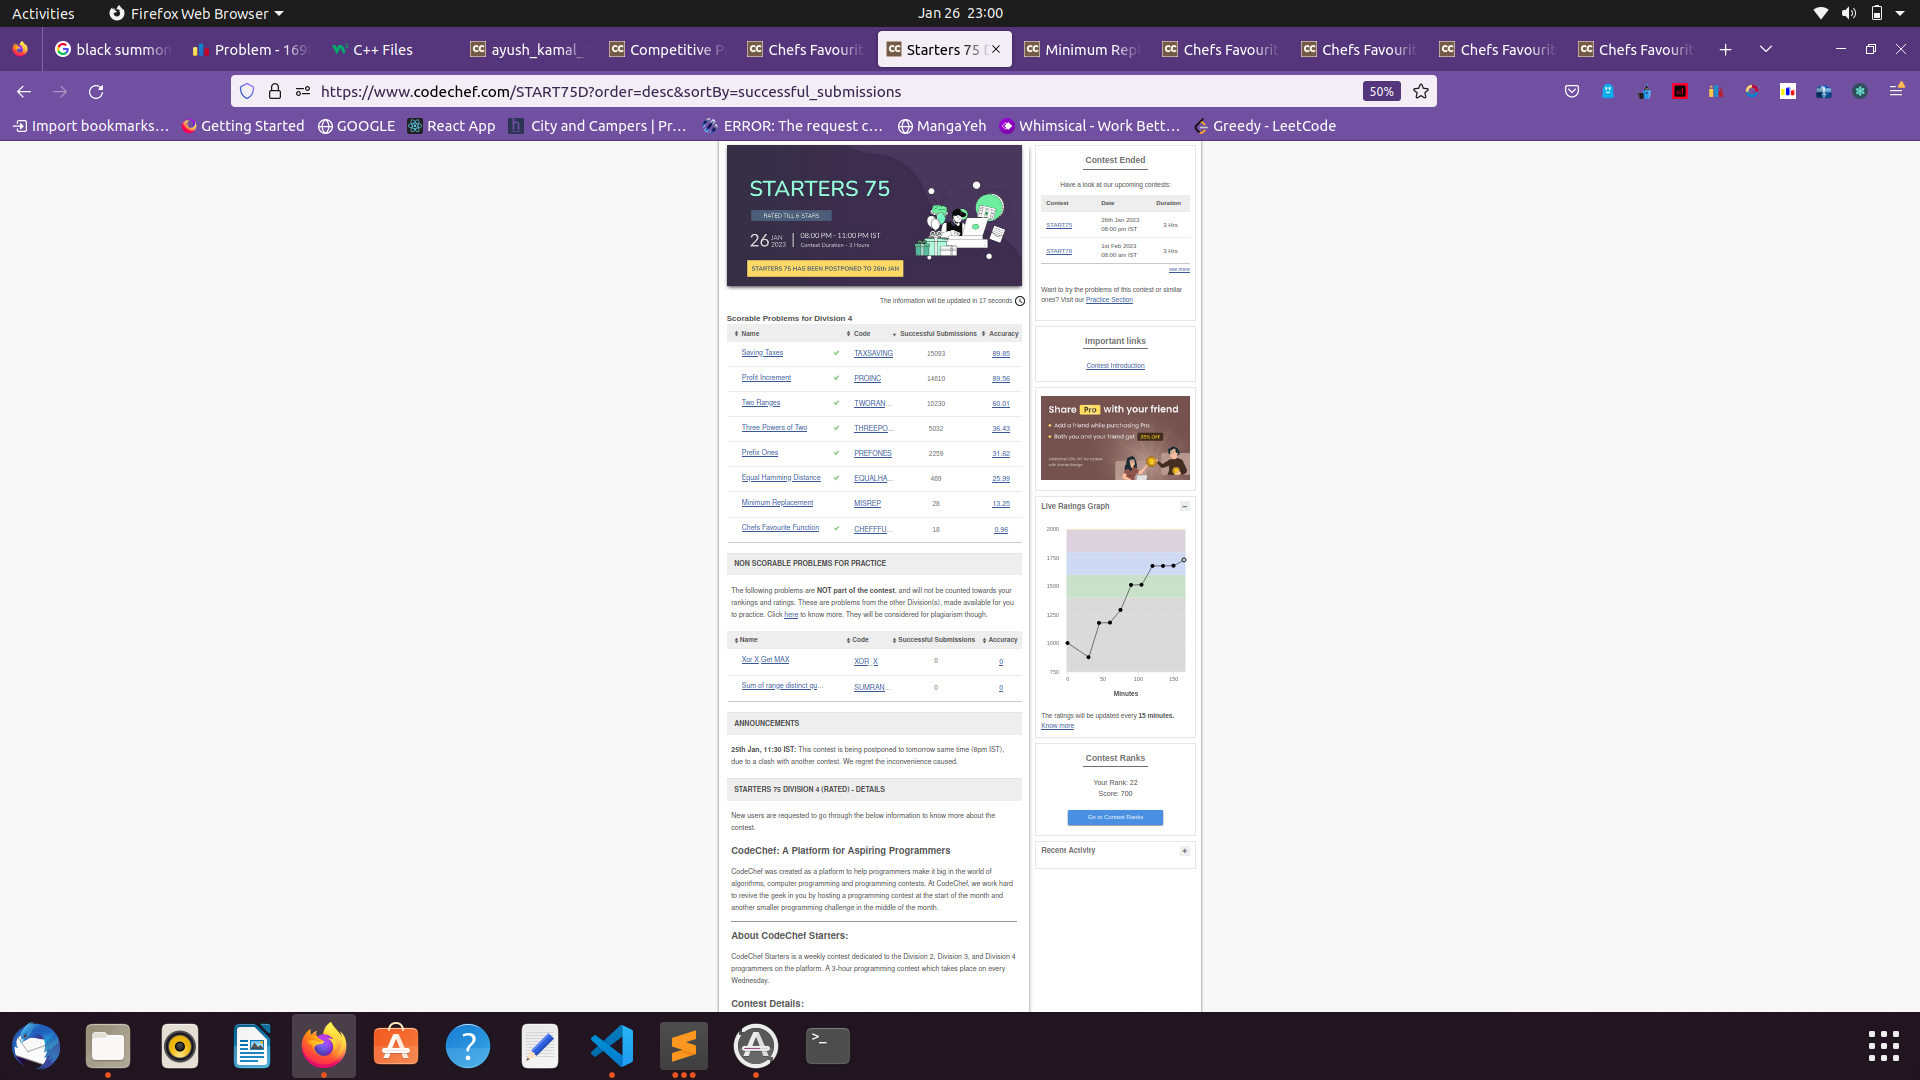 Activities
Firefox Web Browser
Jan 26 23:00
black summon
Problem - 169
C++ Files
ayush_kamal_
Competitive P
Chefs Favourit
Starters 75
Minimum Repl
Chefs Favourit
Chefs Favourit
Chefs Favourit
Chefs Favourit
https://www.codechef.com/START75D?order=desc&sortBy=successful_submissions
50%
Import bookmarks...
Getting Started
GOOGLE
React App
City and Campers | Pr...
ERROR: The request c...
MangaYeh
Whimsical - Work Bett...
Greedy - LeetCode
STARTERS 75
RATED TILL 6 STARS
26 JAN 2023
08:00 PM - 11:00 PM IST
Contest Duration - 3 Hours
STARTERS 75 HAS BEEN POSTPONED TO 26th JAN
The information will be updated in 17 seconds
Scorable Problems for Division 4
Name Code Successful Submissions Accuracy
Saving Taxes TAXSAVING 15093 89.85
Profit Increment PROINC 14610 89.56
Two Ranges TWORAN... 10230 60.01
Three Powers of Two THREEPO... 5032 36.43
Prefix Ones PREFONES 2259 31.62
Equal Hamming Distance EQUALHA... 469 25.99
Minimum Replacement MISREP 28 13.25
Chefs Favourite Function CHEFFFU... 18 0.96
NON SCORABLE PROBLEMS FOR PRACTICE
The following problems are NOT part of the contest, and will not be counted towards your
rankings and ratings. These are problems from the other Division(s), made available for you
to practice. Click here to know more. They will be considered for plagiarism though.
Name Code Successful Submissions Accuracy
Xor X,Get MAX XOR_X 0 0
Sum of range distinct qu... SUMRAN... 0 0
ANNOUNCEMENTS
25th Jan, 11:30 IST: This contest is being postponed to tomorrow same time (8pm IST),
due to a clash with another contest. We regret the inconvenience caused.
STARTERS 75 DIVISION 4 (RATED) - DETAILS
New users are requested to go through the below information to know more about the
contest.
CodeChef: A Platform for Aspiring Programmers
CodeChef was created as a platform to help programmers make it big in the world of
algorithms, computer programming and programming contests. At CodeChef, we work hard
to revive the geek in you by hosting a programming contest at the start of the month and
another smaller programming challenge in the middle of the month.
About CodeChef Starters:
CodeChef Starters is a weekly contest dedicated to the Division 2, Division 3, and Division 4
programmers on the platform. A 3-hour programming contest which takes place on every
Wednesday.
Contest Details:
Contest Ended
Have a look at our upcoming contests:
Contest Date Duration
START75 26th Jan 2023 08:00 pm IST 3 Hrs
START76 1st Feb 2023 08:00 am IST 3 Hrs
see more
Want to try the problems of this contest or similar
ones? Visit our Practice Section
Important links
Contest Introduction
Share Pro with your friend
Add a friend while purchasing Pro
Both you and your friend get 35% OFF
Live Ratings Graph
2000
1750
1500
1250
1000
750
0 50 100 150
Minutes
The ratings will be updated every 15 minutes.
Know more
Contest Ranks
Your Rank: 22
Score: 700
Go to Contest Ranks
Recent Activity